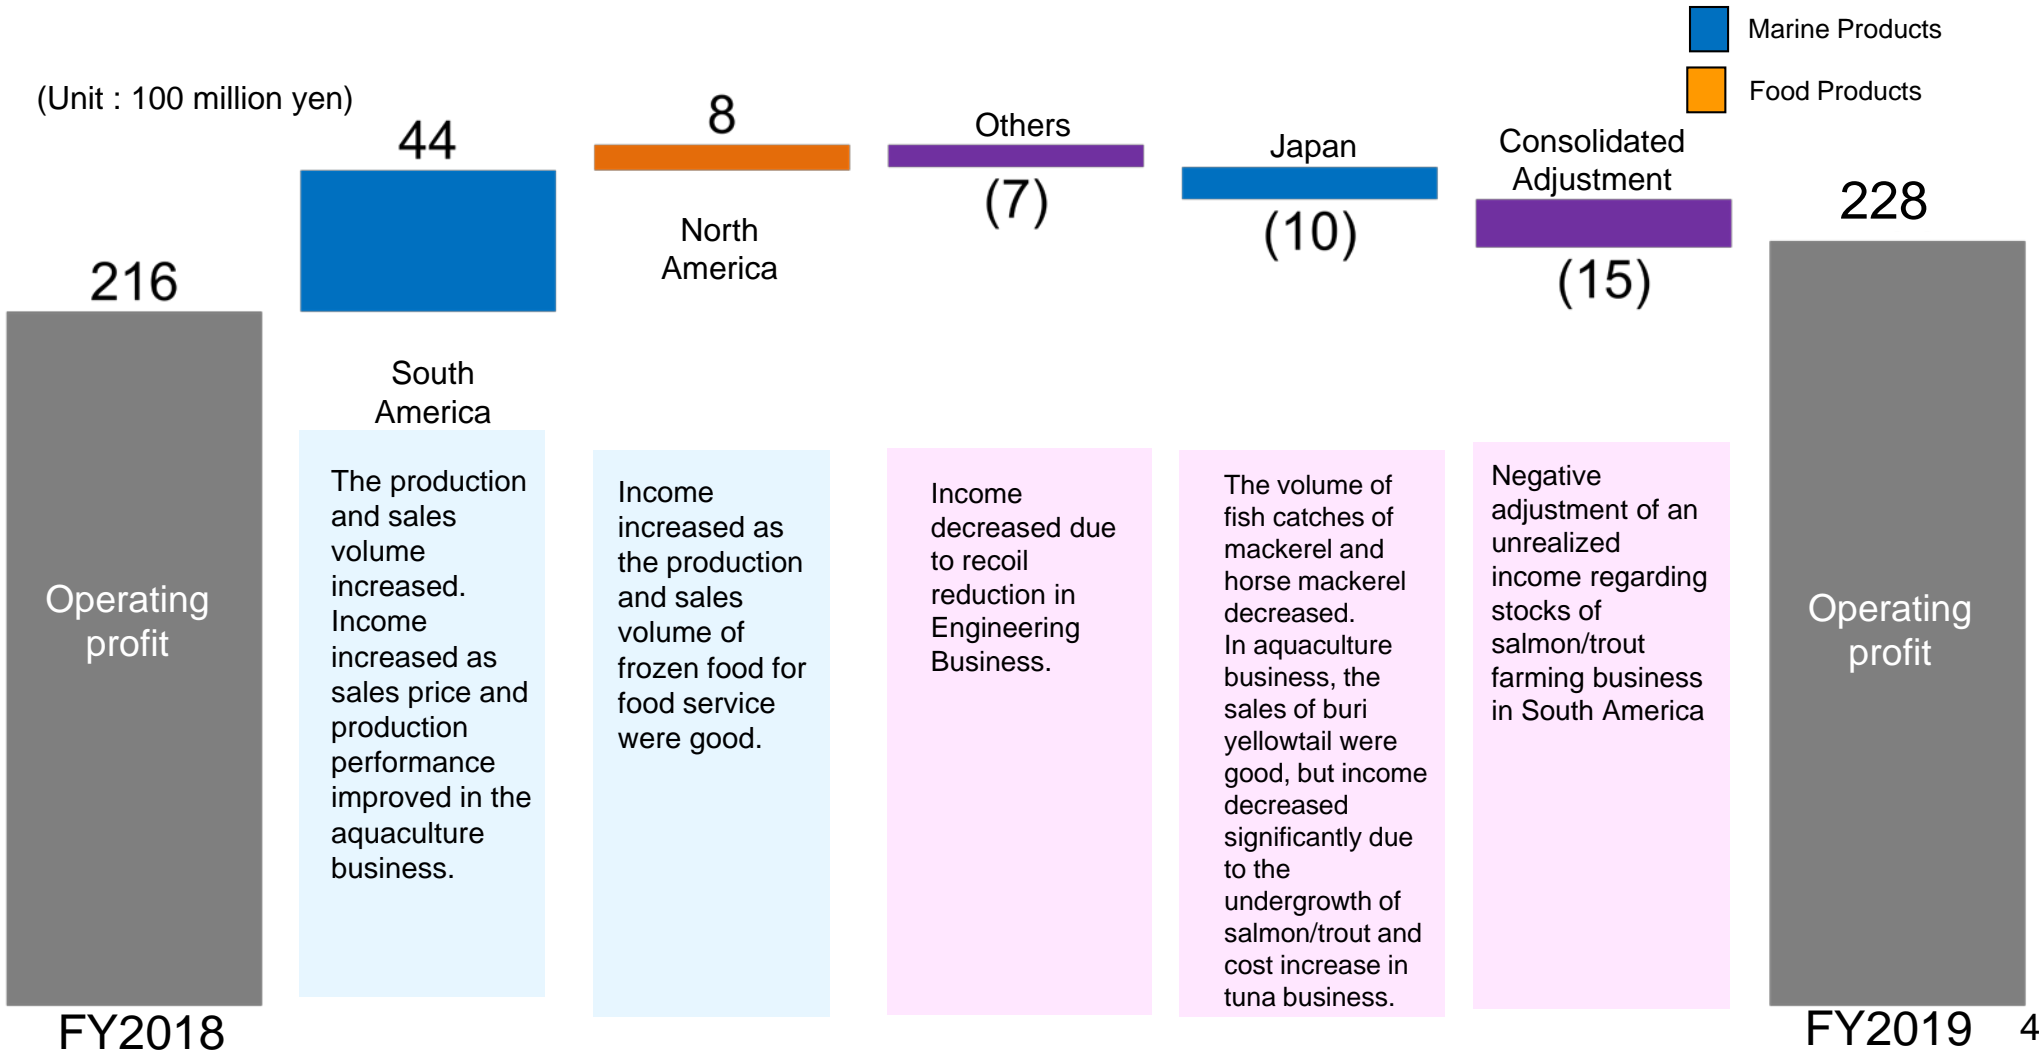 Marine Products
Food Products
(Unit : 100 million yen)
216
Operating
profit
FY2018
44
South
America
The production
and sales
volume
increased.
Income
increased as
sales price and
production
performance
improved in the
aquaculture
business.
8
North
America
Income
increased as
the production
and sales
volume of
frozen food for
food service
were good.
Others
(7)
Income
decreased due
to recoil
reduction in
Engineering
Business.
Japan
(10)
The volume of
fish catches of
mackerel and
horse mackerel
decreased.
In aquaculture
business, the
sales of buri
yellowtail were
good, but income
decreased
significantly due
to the
undergrowth of
salmon/trout and
cost increase in
tuna business.
Consolidated
Adjustment
(15)
Negative
adjustment of an
unrealized
income regarding
stocks of
salmon/trout
farming business
in South America
228
Operating
profit
FY2019
4